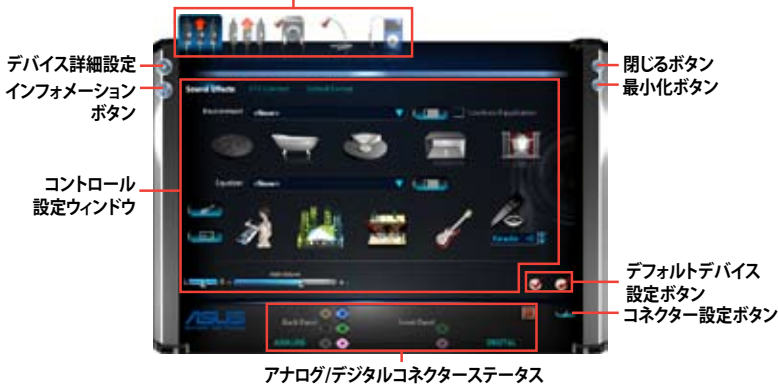 デバイス詳細設定
インフォメーション
ボタン
閉じるボタン
最小化ボタン
Sound Effects
Environment
<None>
コントロール
設定ウィンドウ
Equalizer
<None>
Karaoke
デフォルトデバイス
設定ボタン
コネクター設定ボタン
ASUS
Back Panel
Front Panel
ANALOG
DIGITAL
アナログ/デジタルコネクターステータス